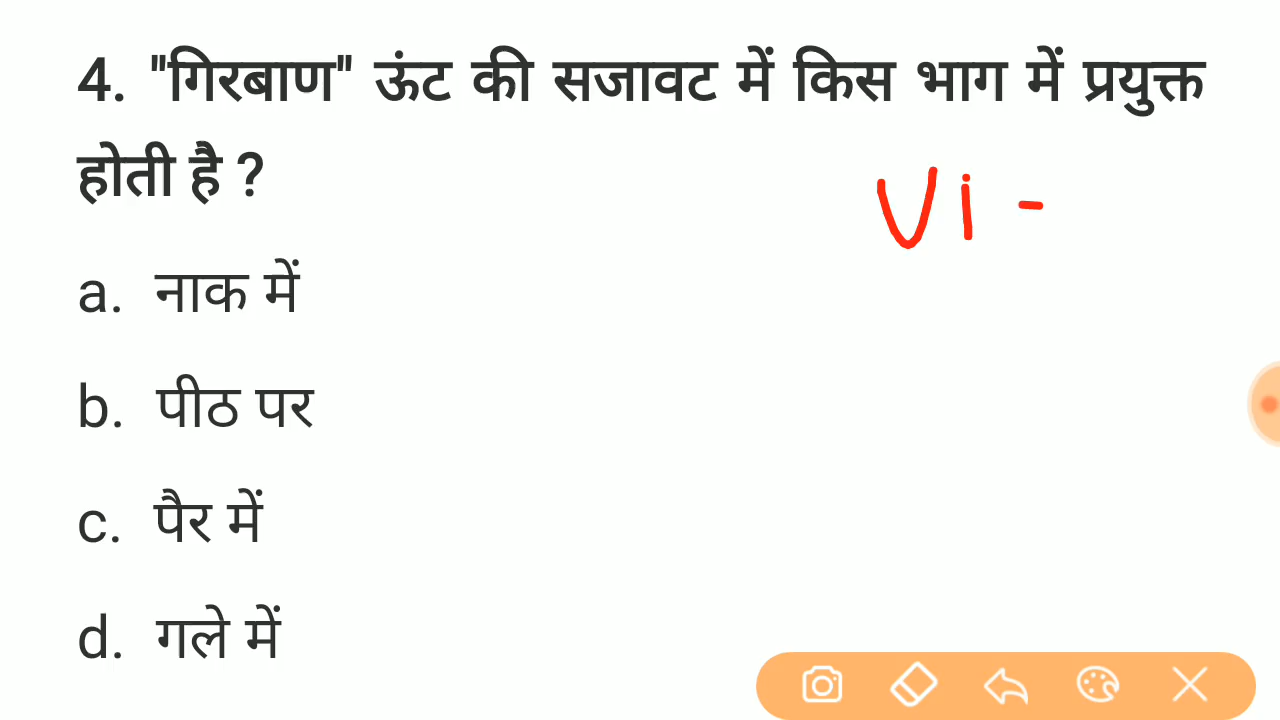 4. "गिरबाण" ऊंट की सजावट में किस भाग में प्रयुक्त
होती है ?
Vi -
a. नाक में
b. पीठ पर
c. पैर में
d. गले में